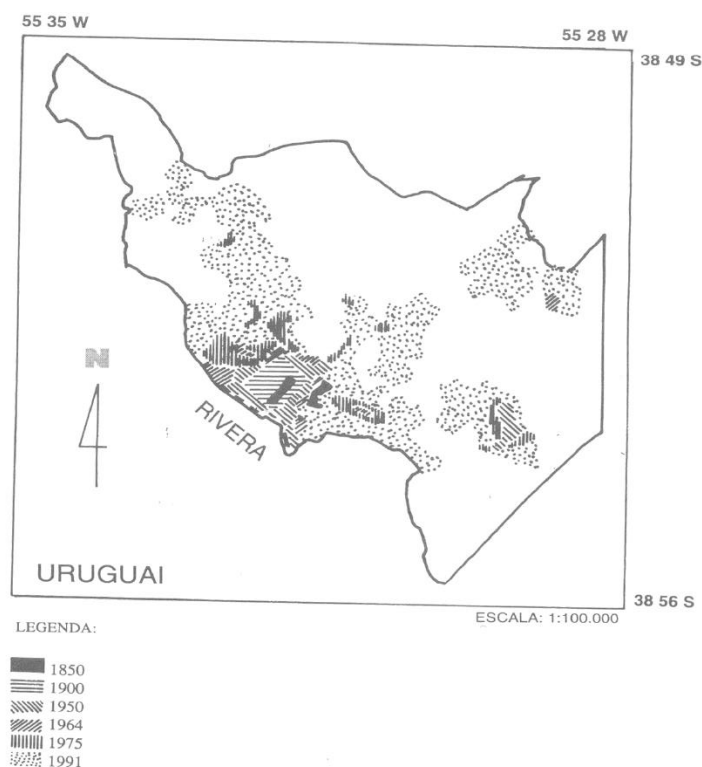 55 35 W
55 28 W
38 49 S
N
RIVERA
URUGUAI
38 56 S
ESCALA: 1:100.000
LEGENDA:
1850
1900
1950
1964
1975
1991